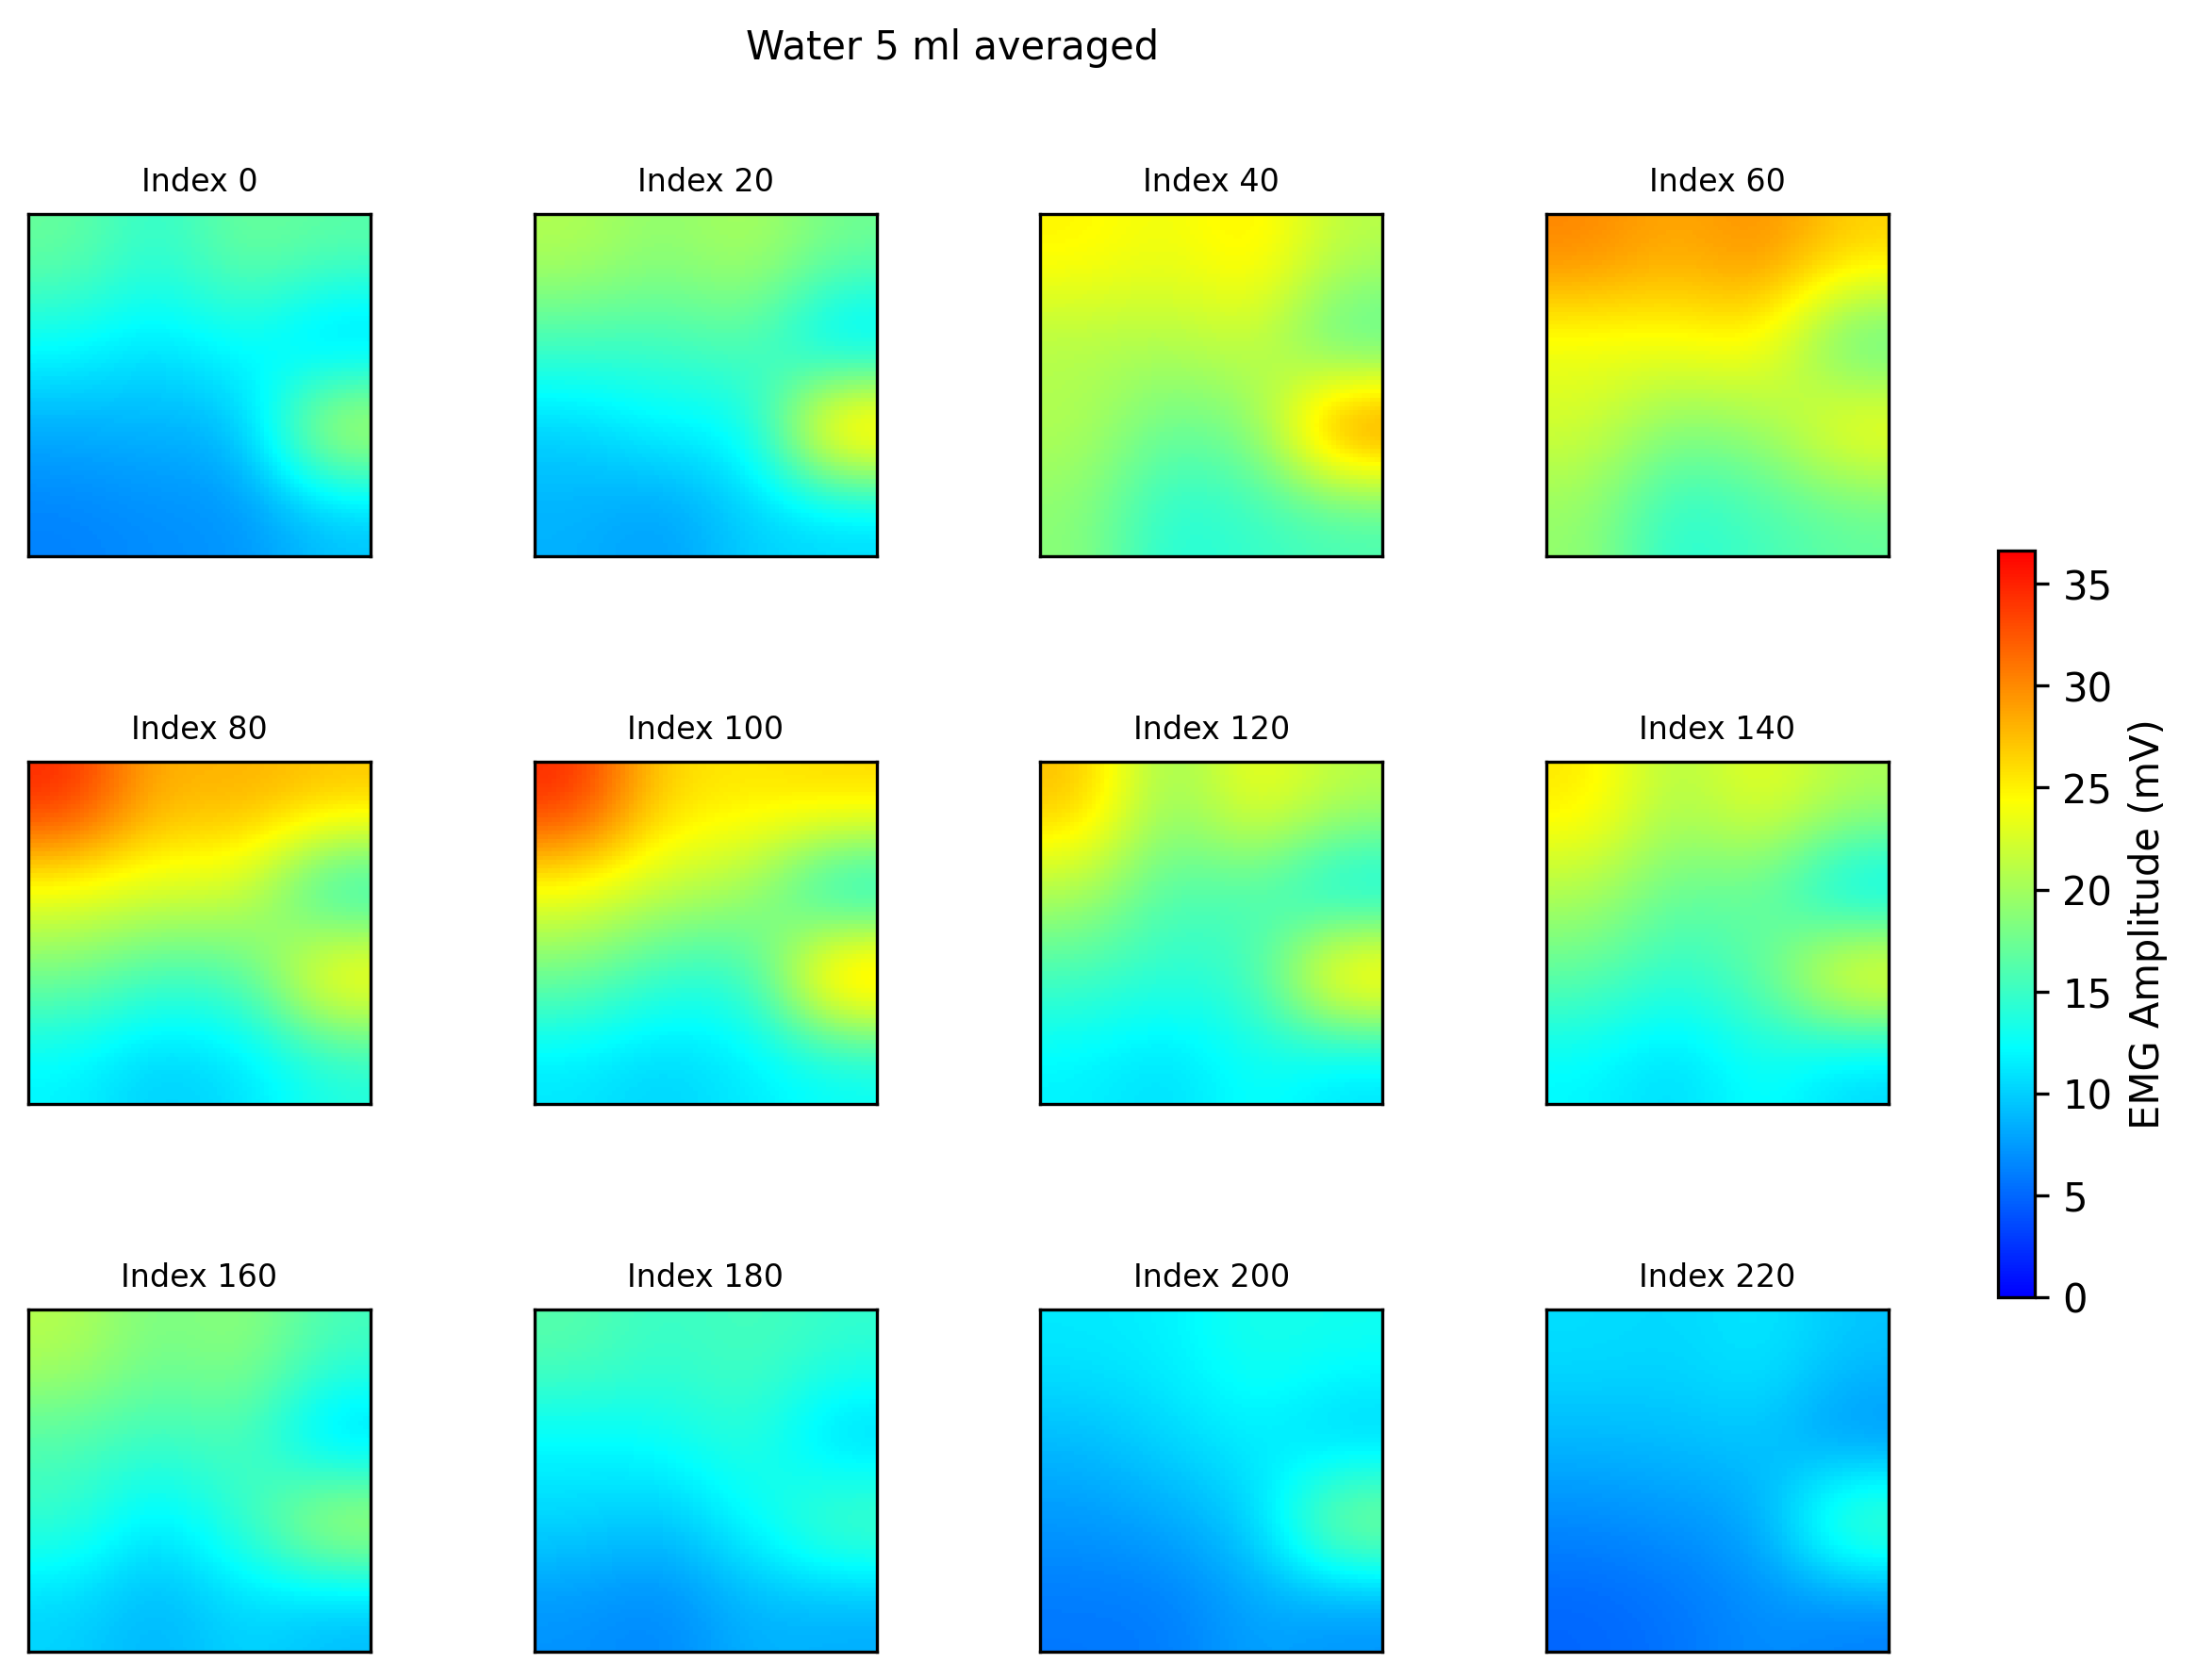 Water 5 ml averaged
Index 0
Index 20
Index 40
Index 60
Index 80
Index 100
Index 120
Index 140
Index 160
Index 180
Index 200
Index 220
35
30
25
20
15
10
5
0
EMG Amplitude (mV)